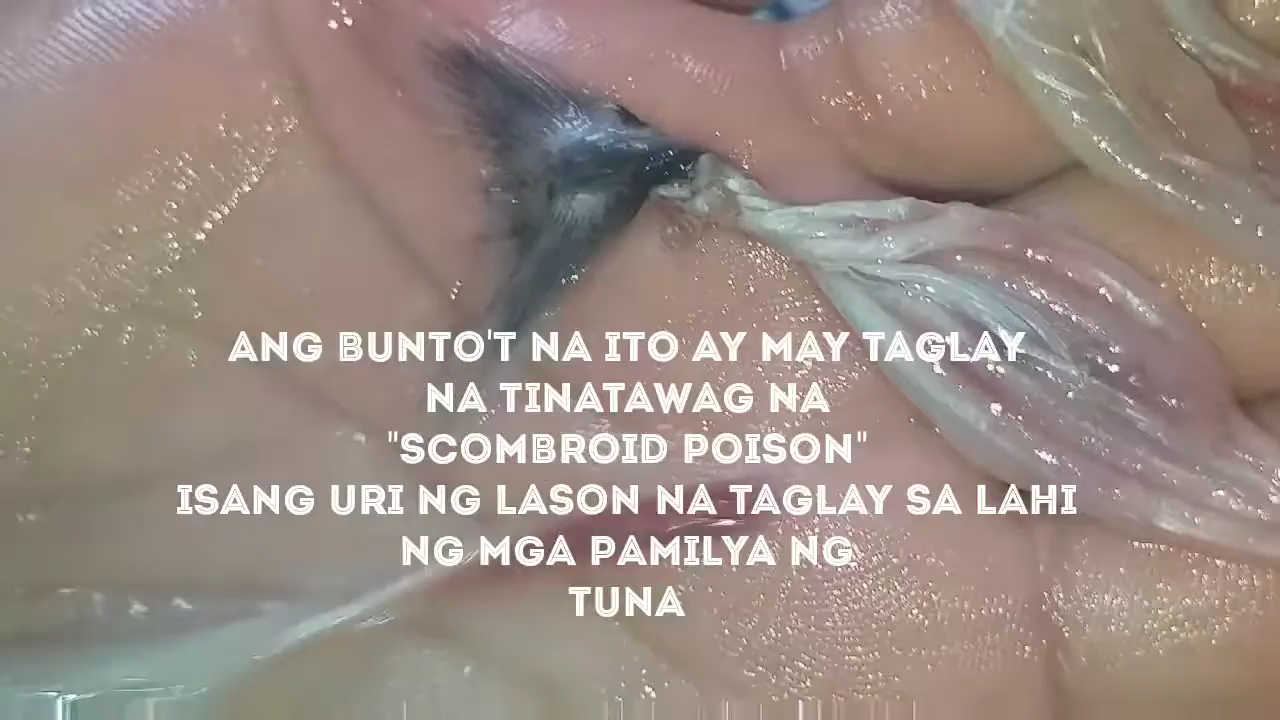 ANG BUNTO'T NA ITO AY MAY TAGLAY
NA TINATAWAG NA
"SCOMBROID POISON"
ISANG URI NG LASON NA TAGLAY SA LAHI
NG MGA PAMILYA NG
TUNA